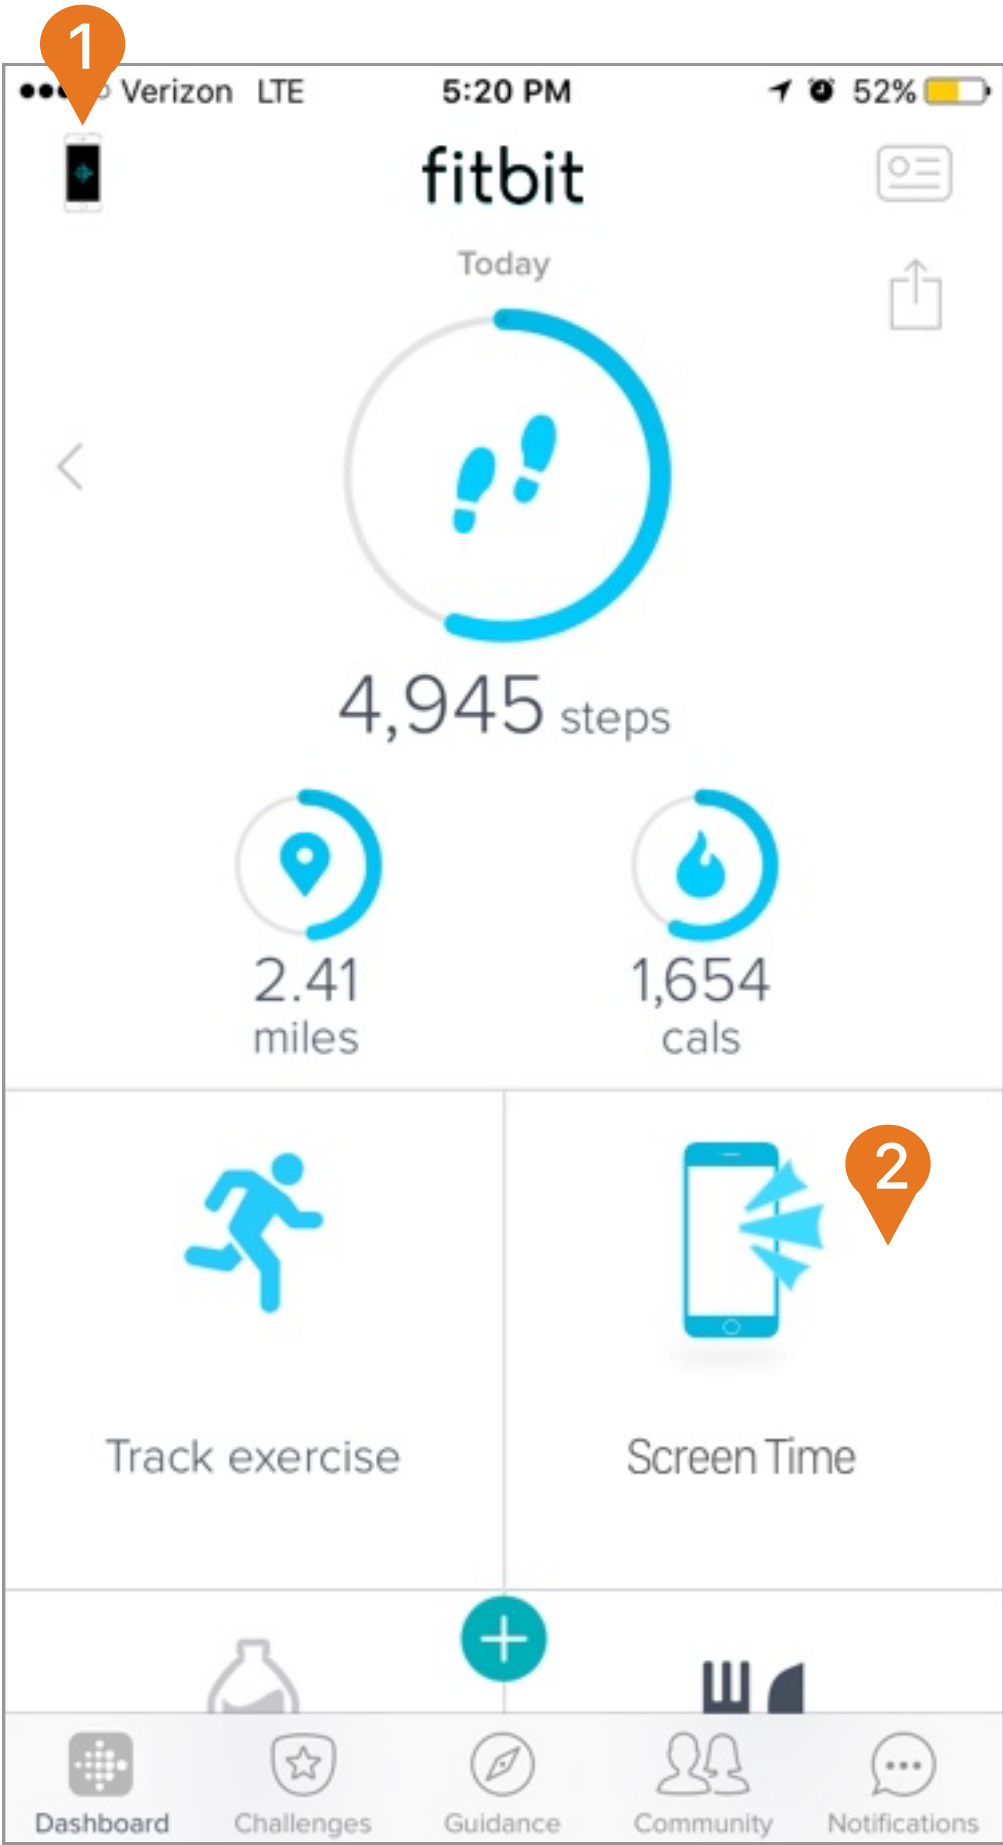 1
Verizon LTE 5:20 PM 52%
fitbit
Today
4,945 steps
2.41 1,654
miles cals
2
Track exercise Screen Time
Dashboard Challenges Guidance Community Notifications